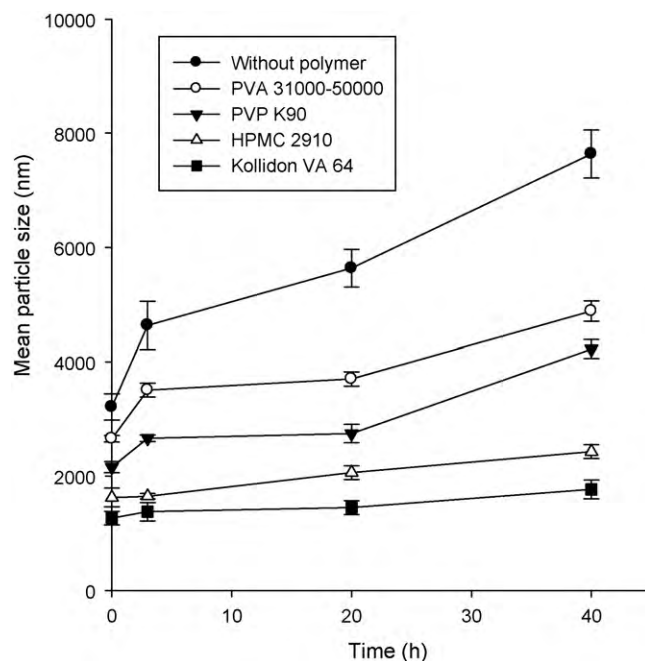 10000
8000
6000
4000
2000
0
Mean particle size (nm)
Without polymer
PVA 31000-50000
PVP K90
HPMC 2910
Kollidon VA 64
0 10 20 30 40
Time (h)